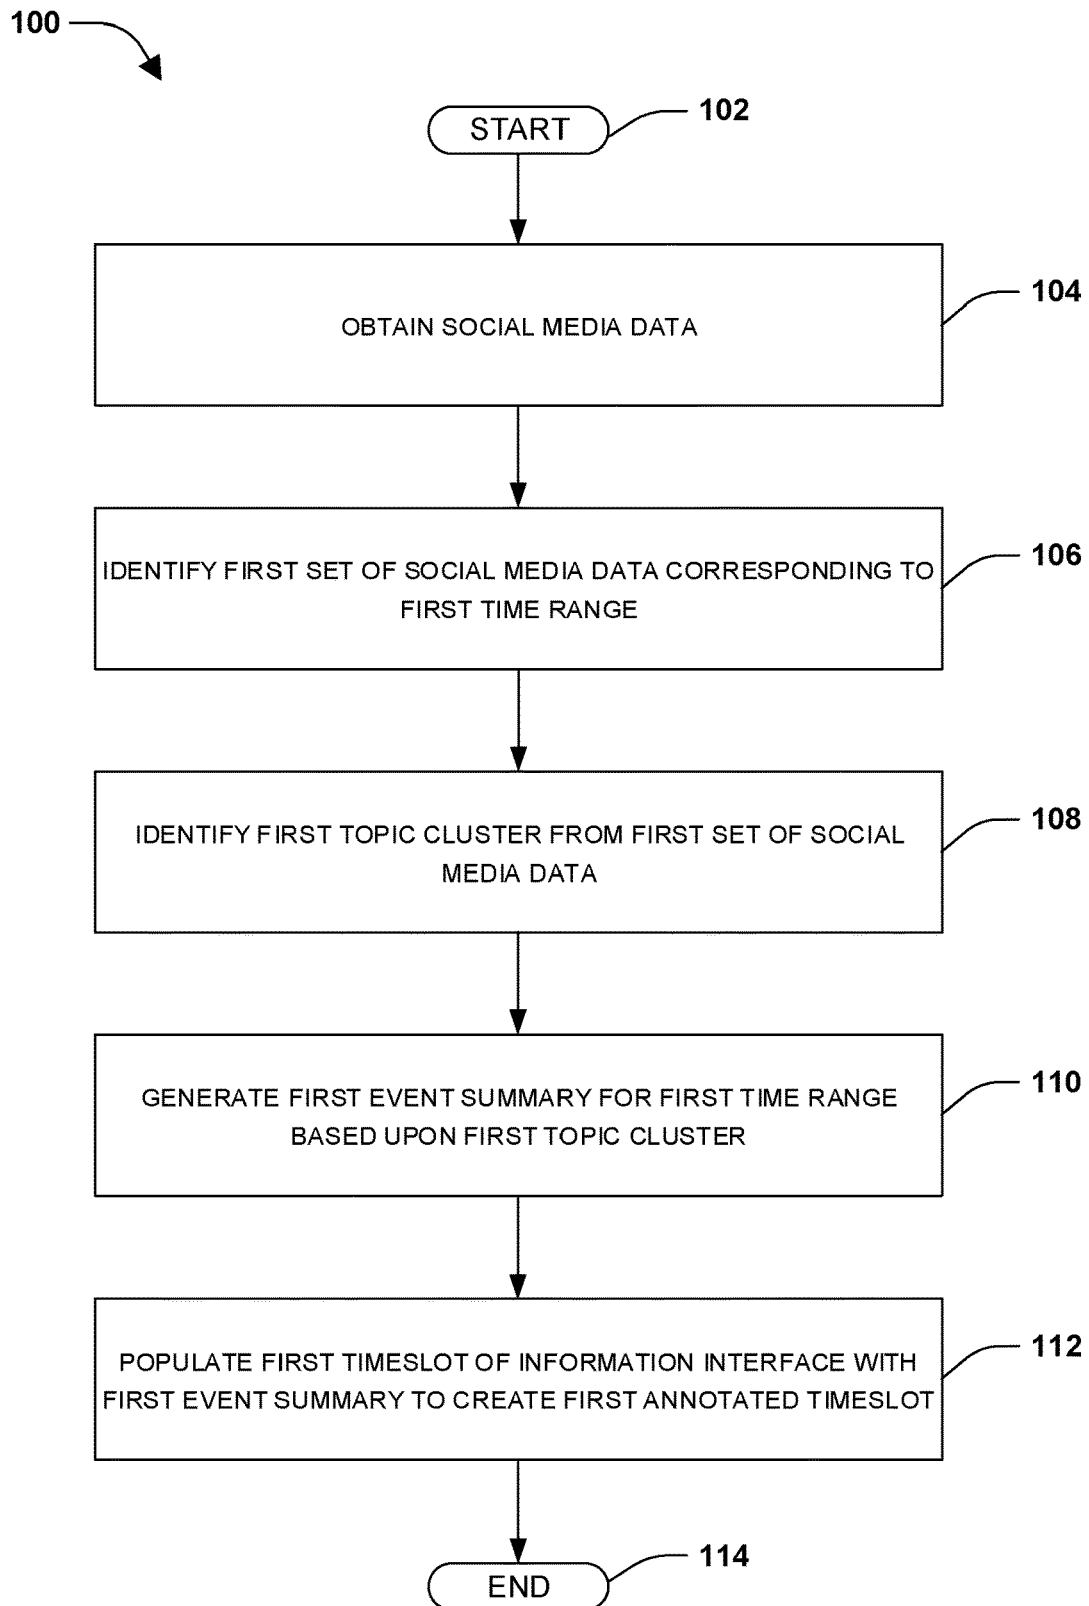 100
START
102
OBTAIN SOCIAL MEDIA DATA
104
IDENTIFY FIRST SET OF SOCIAL MEDIA DATA CORRESPONDING TO
FIRST TIME RANGE
106
IDENTIFY FIRST TOPIC CLUSTER FROM FIRST SET OF SOCIAL
MEDIA DATA
108
GENERATE FIRST EVENT SUMMARY FOR FIRST TIME RANGE
BASED UPON FIRST TOPIC CLUSTER
110
POPULATE FIRST TIMESLOT OF INFORMATION INTERFACE WITH
FIRST EVENT SUMMARY TO CREATE FIRST ANNOTATED TIMESLOT
112
END
114